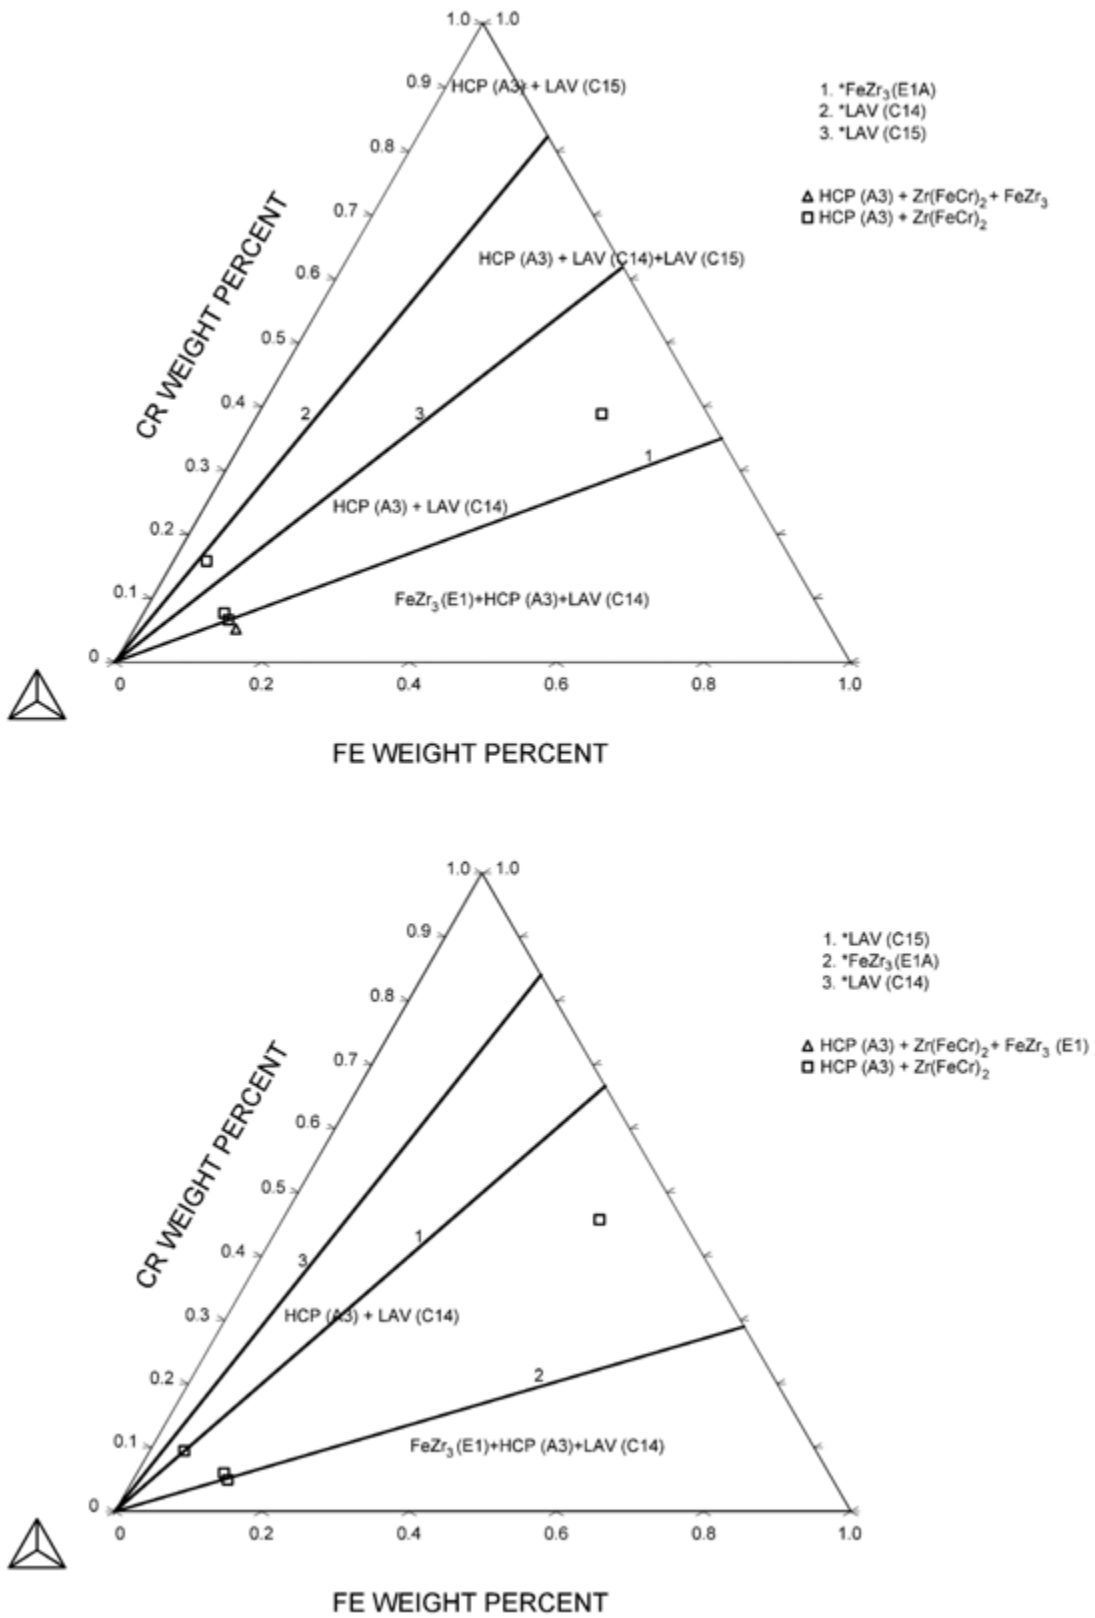 1.0 1.0
HCP (A3) + LAV (C15)
0.9
1. *FeZr3(E1A)
2. *LAV (C14)
3. *LAV (C15)
0.8
HCP (A3) + Zr(FeCr)2 + FeZr3
HCP (A3) + Zr(FeCr)2
0.7
CR WEIGHT PERCENT
HCP (A3) + LAV (C14)+LAV (C15)
0.6
0.5
0.4
2
3
1
0.3
HCP (A3) + LAV (C14)
0.2
0.1
FeZr3(E1)+HCP (A3)+LAV (C14)
0
0 0.2 0.4 0.6 0.8 1.0
FE WEIGHT PERCENT
1.0 1.0
0.9
1. *LAV (C15)
2. *FeZr3(E1A)
3. *LAV (C14)
0.8
HCP (A3) + Zr(FeCr)2 + FeZr3 (E1)
HCP (A3) + Zr(FeCr)2
0.7
CR WEIGHT PERCENT
0.6
0.5
0.4
1
3
0.3
HCP (A3) + LAV (C14)
0.2
2
0.1
FeZr3(E1)+HCP (A3)+LAV (C14)
0
0 0.2 0.4 0.6 0.8 1.0
FE WEIGHT PERCENT